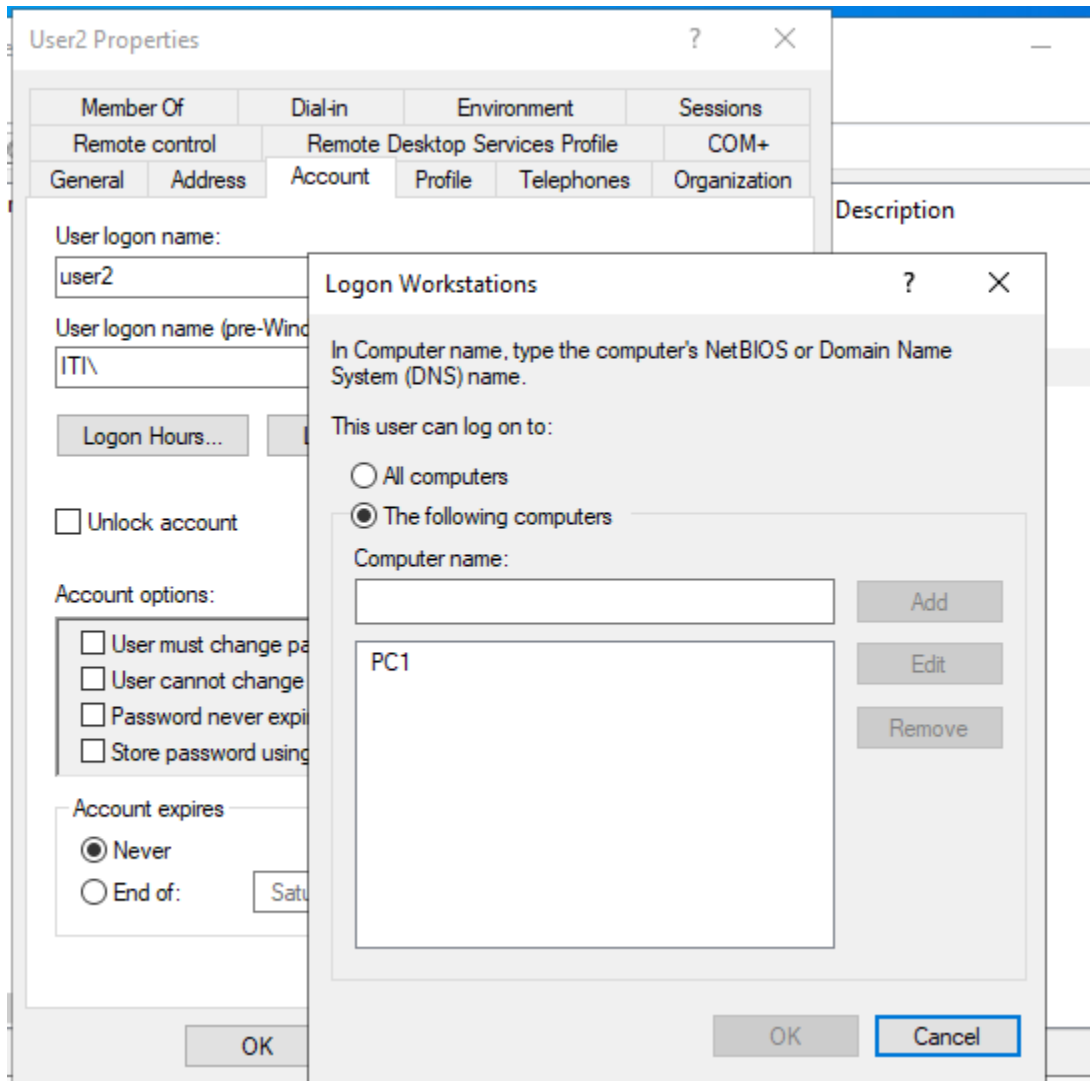 User2 Properties
Member Of Dial-in Environment Sessions
Remote control Remote Desktop Services Profile COM+
General Address Account Profile Telephones Organization
Description
User logon name:
user2
User logon name (pre-Wind
ITI\
Logon Hours...
Unlock account
Account options:
User must change pa
User cannot change
Password never expi
Store password using
Account expires
Never
End of: Satu
OK
Logon Workstations
In Computer name, type the computer's NetBIOS or Domain Name
System (DNS) name.
This user can log on to:
All computers
The following computers
Computer name:
Add
PC1
Edit
Remove
OK Cancel